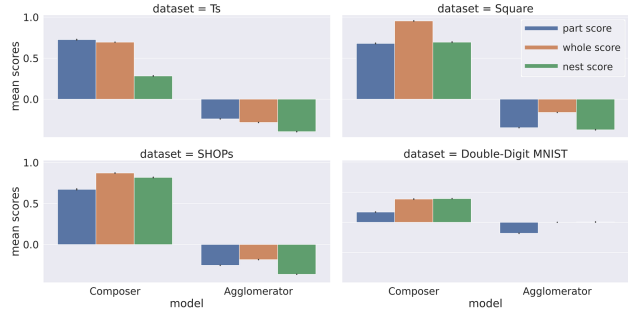 dataset = Ts
dataset = Square
1.0
0.5
0.0
mean scores
part score
whole score
nest score
dataset = SHOPs
dataset = Double-Digit MNIST
1.0
0.5
0.0
mean scores
Composer
Agglomerator
Composer
Agglomerator
model
model